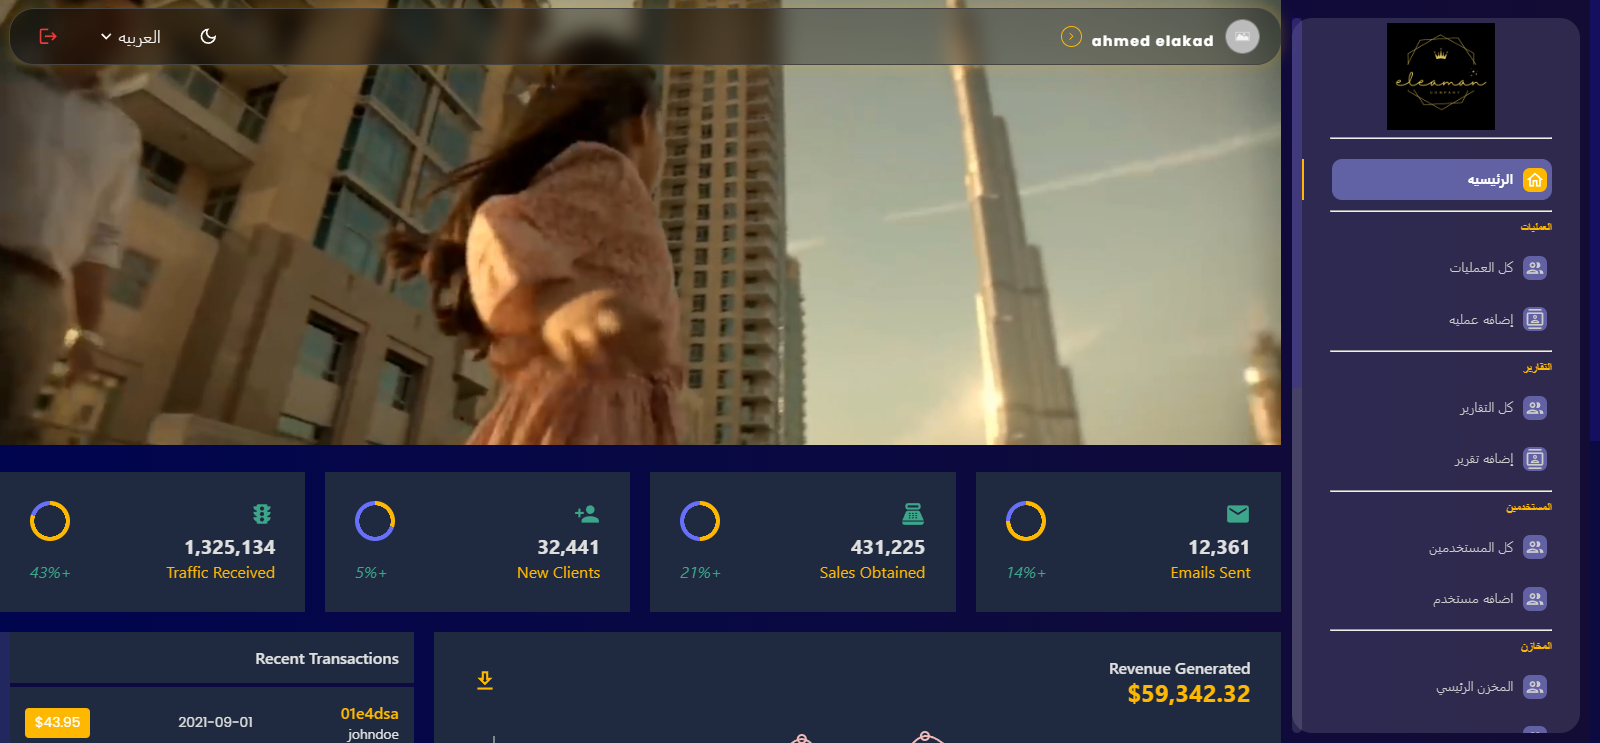 ahmed elakad
العربيه
eleaman
COMPANY
الرئيسيه
العمليات
كل العمليات
إضافه عمليه
التقارير
كل التقارير
إضافه تقرير
المستخدمين
كل المستخدمين
اضافه مستخدم
المخازن
المخزن الرئيسي
12,361
Emails Sent
14%+
431,225
Sales Obtained
21%+
32,441
New Clients
5%+
1,325,134
Traffic Received
43%+
Revenue Generated
$59,342.32
Recent Transactions
01e4dsa
johndoe
2021-09-01
$43.95